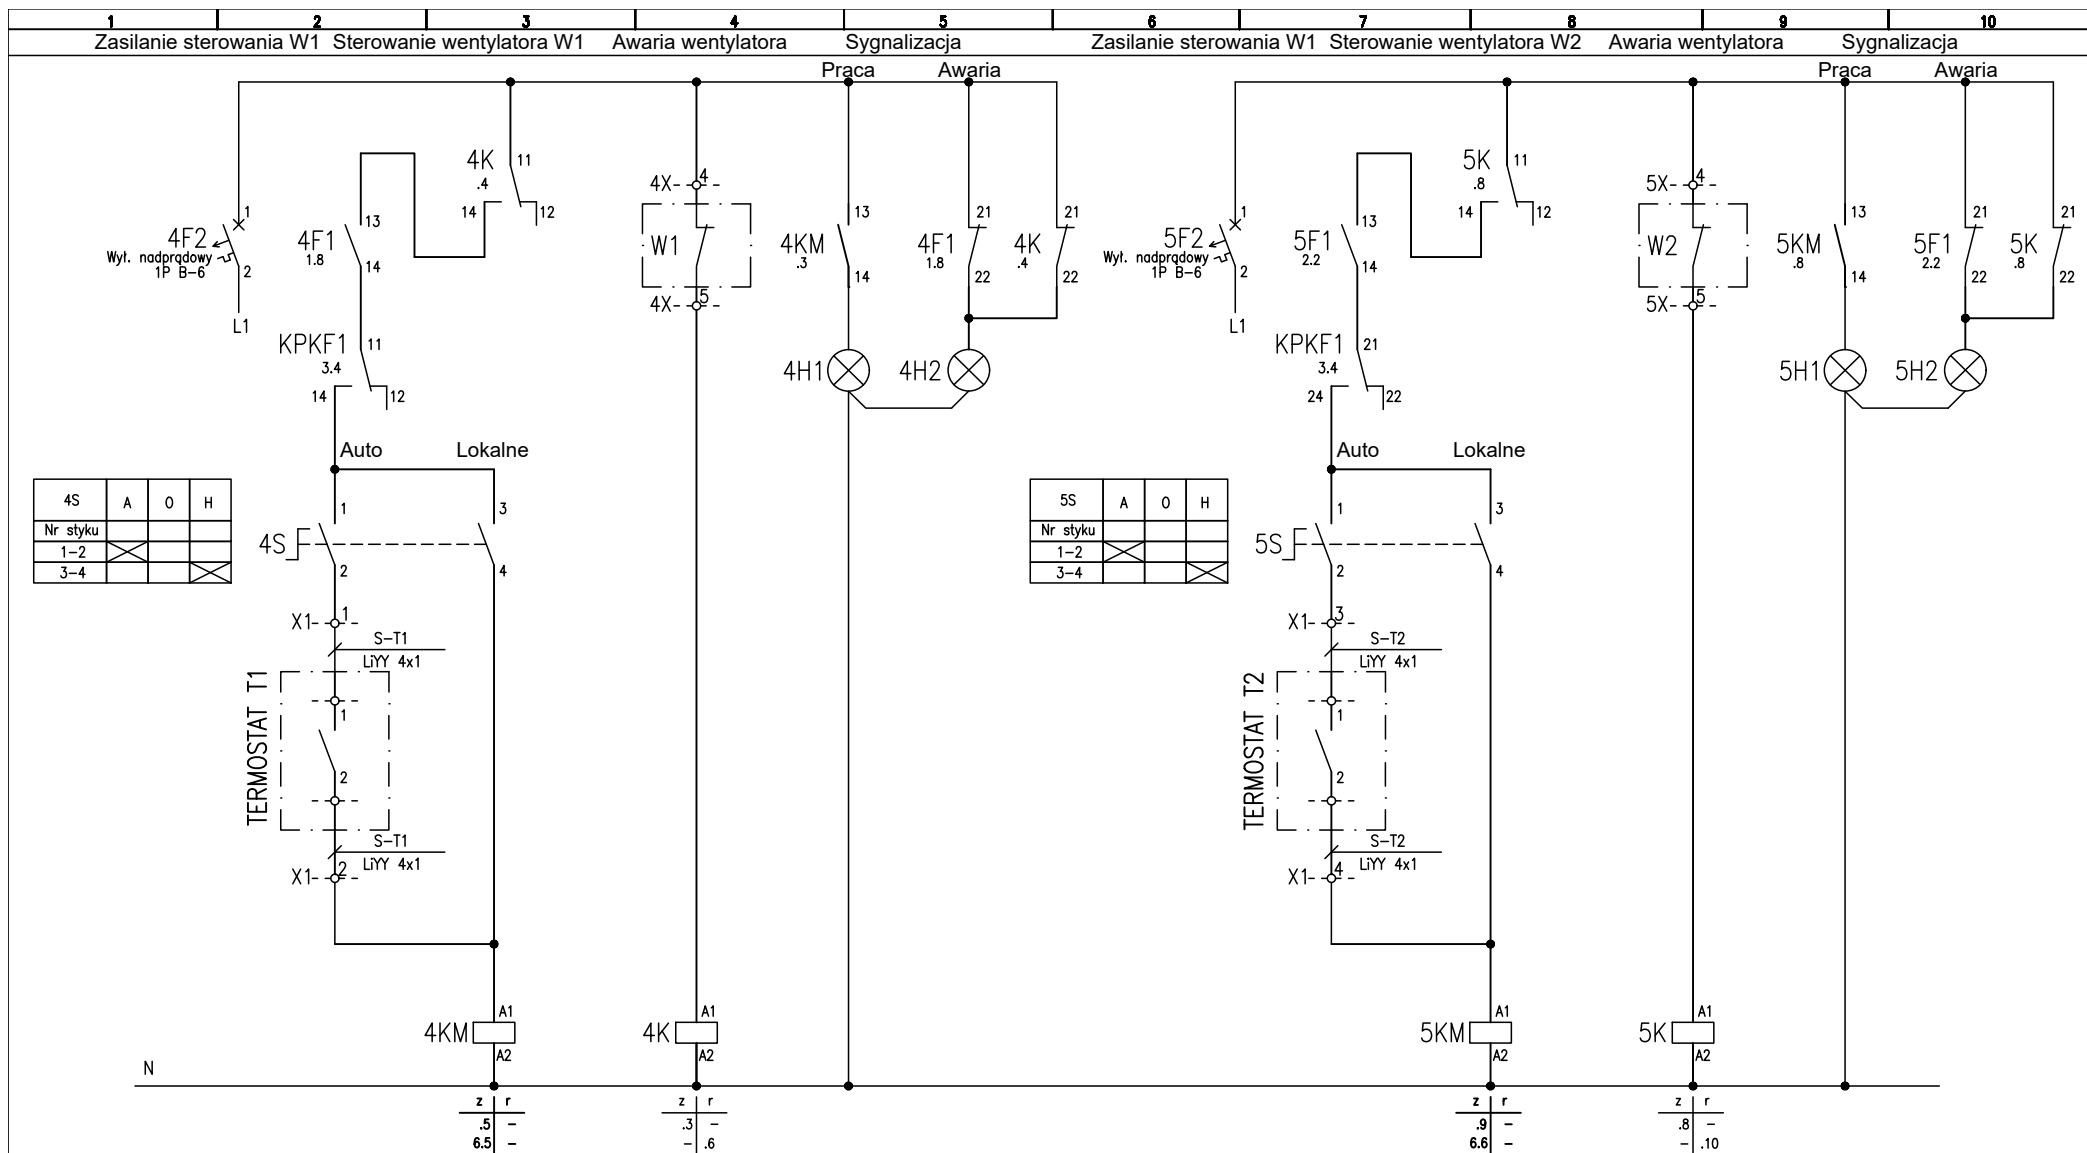 1 2 3 4 5 6 7 8 9 10
Zasilanie sterowania W1 Sterowanie wentylatora W1 Awaria wentylatora Sygnalizacja Zasilanie sterowania W1 Sterowanie wentylatora W2 Awaria wentylatora Sygnalizacja
Praca Awaria Praca Awaria
4K 11 5K 11
.4 .8
14 12 14 12
4X 4 5X 4
1 13 13 21 21 1 13 13 21 21
4F2 4F1 W1 4KM 4F1 4K 5F2 5F1 W2 5KM 5F1 5K
Wył. nadprądowy 1.8 .3 1.8 .4 Wył. nadprądowy 2.2 .8 2.2 .8
1P B-6 2 14 14 22 22 1P B-6 2 14 14 22 22
4X 5 5X 5
L1 L1
KPKF1 11 KPKF1 21
3.4 4H1 4H2 3.4 5H1 5H2
14 12 24 22
Auto Lokalne Auto Lokalne
4S A 0 H 1 3 5S A 0 H 1 3
Nr styku Nr styku
1-2 4S 1-2 5S
3-4 2 4 3-4 2 4
X1 1 X1 3
S-T1 S-T2
LiYY 4x1 LiYY 4x1
TERMOSTAT T1 TERMOSTAT T2
1 1
2 2
S-T1 S-T2
LiYY 4x1 LiYY 4x1
X1 2 X1 4
A1 A1 A1 A1
4KM 4K 5KM 5K
A2 A2 A2 A2
N
z r z r z r z r
.5 - .3 - .9 - .8 -
6.5 - - .6 6.6 - - .10